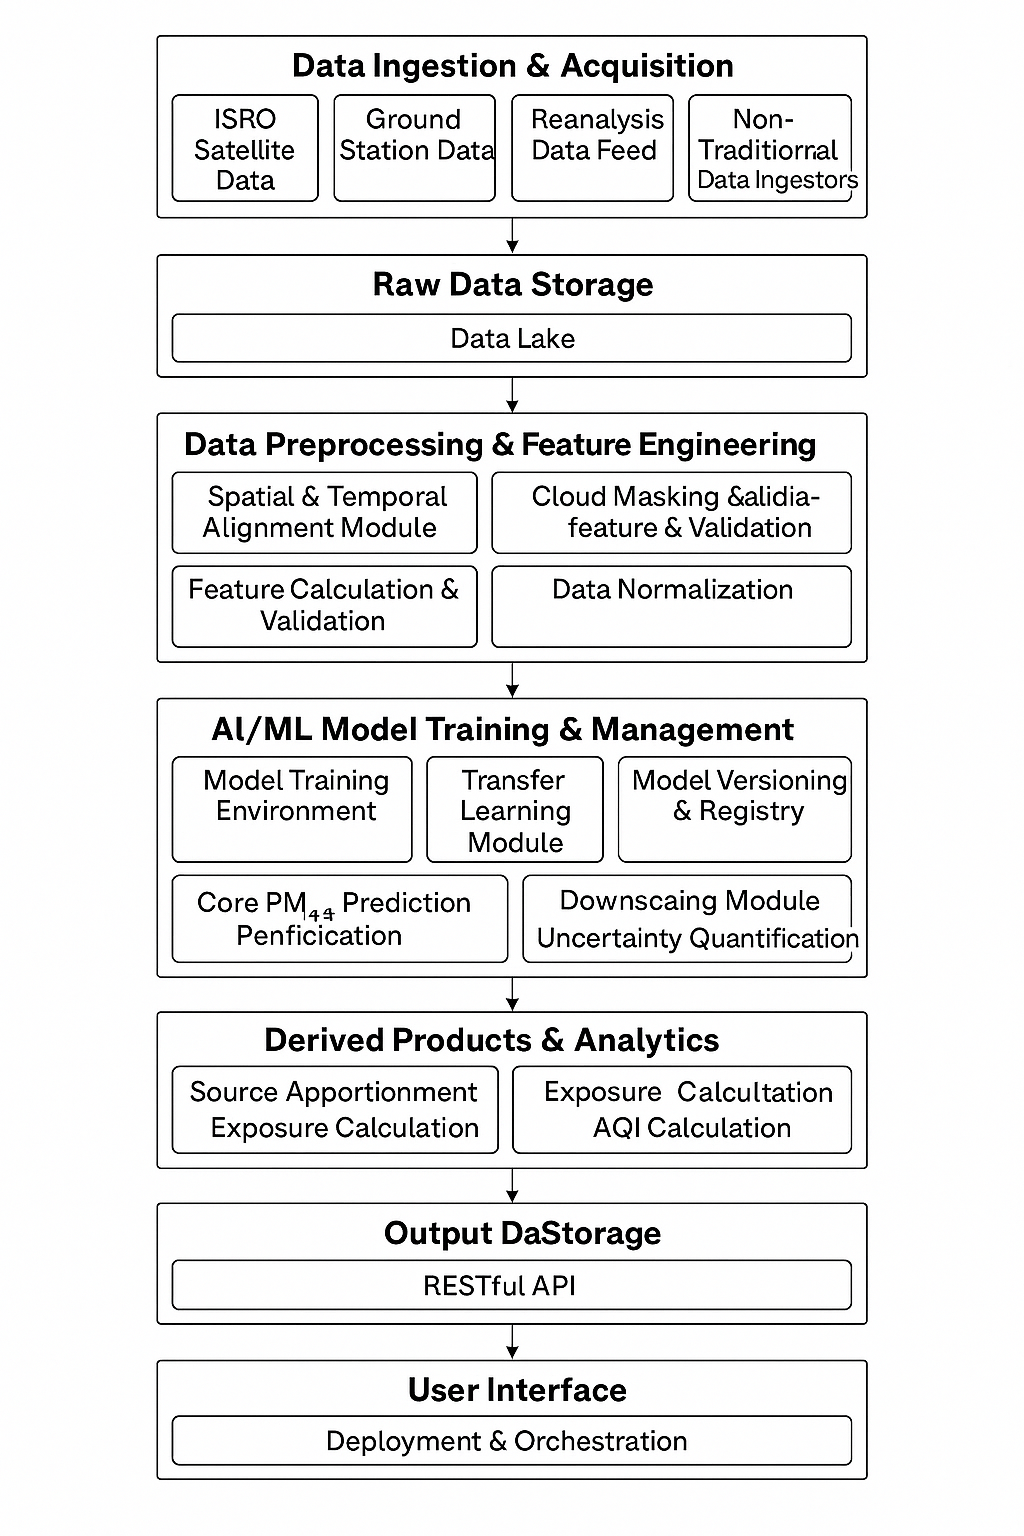 Data Ingestion & Acquisition
ISRO
Satellite
Data
Ground
Station Data
Reanalysis
Data Feed
Non-
Traditiornal
Data Ingestors
Raw Data Storage
Data Lake
Data Preprocessing & Feature Engineering
Spatial & Temporal
Alignment Module
Cloud Masking &alidia-
feature & Validation
Feature Calculation &
Validation
Data Normalization
AI/ML Model Training & Management
Model Training
Environment
Transfer
Learning
Module
Model Versioning
& Registry
Core PM Prediction
Penficication
Downscaing Module
Uncertainty Quantification
Derived Products & Analytics
Source Apportionment
Exposure Calculation
Exposure Calcultation
AQI Calculation
Output DaStorage
RESTful API
User Interface
Deployment & Orchestration